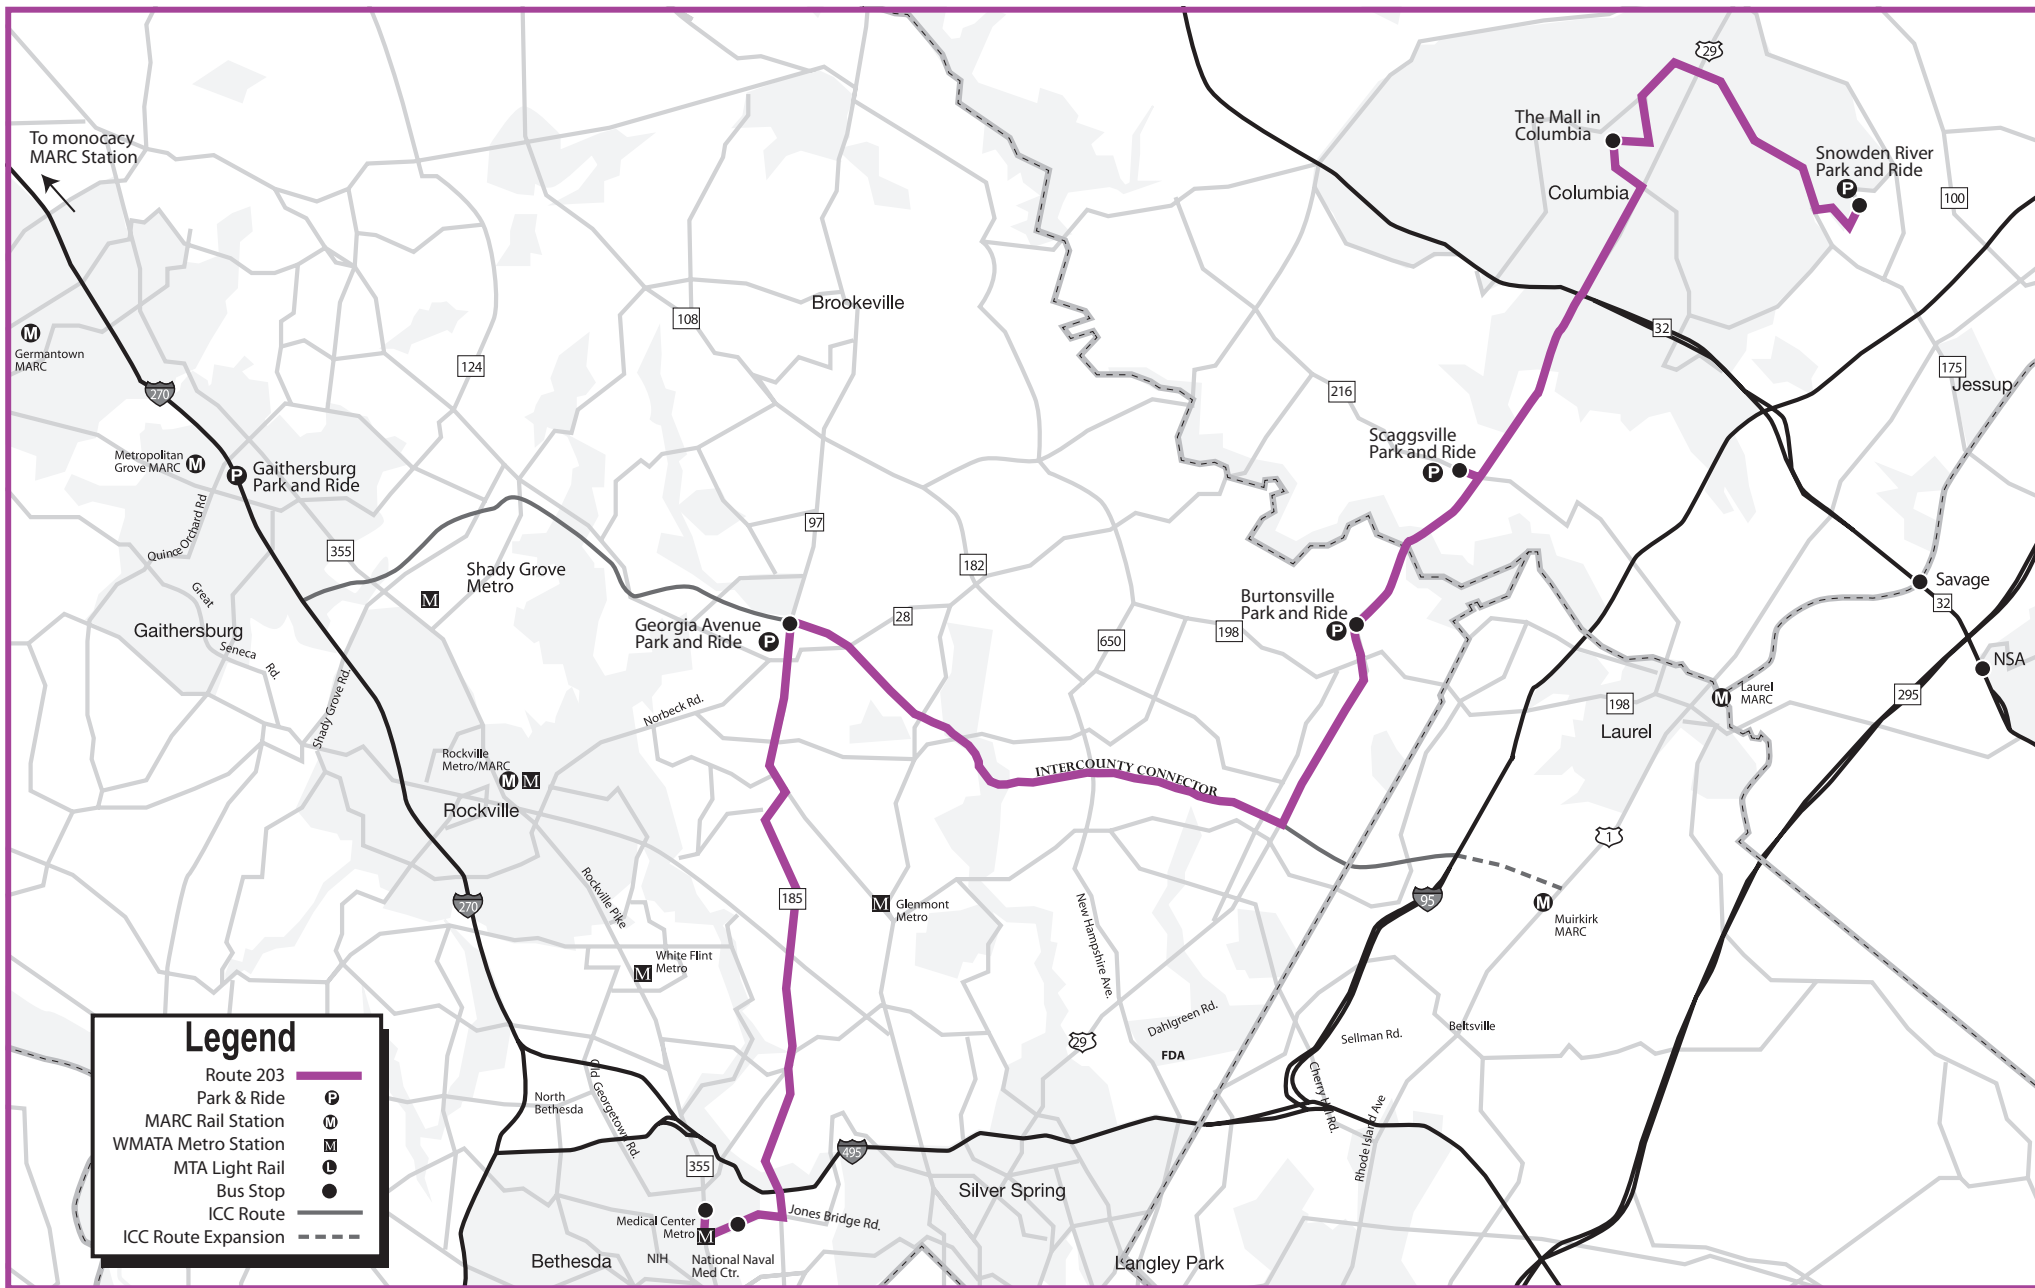 29
The Mall in
Columbia
To monocacy
MARC Station
Snowden River
Park and Ride
P
Columbia
100
Brookeville
108
32
M
Germantown
MARC
124
175
Jessup
270
216
Scaggsville
Park and Ride
P
Metropolitan
Grove MARC
M
P
Gaithersburg
Park and Ride
Quince Orchard Rd
97
355
182
Shady Grove
Metro
M
Savage
32
Great
Seneca
Rd.
Gaithersburg
Georgia Avenue
Park and Ride
P
28
650
198
Burtonsville
Park and Ride
P
NSA
Shady Grove Rd.
Norbeck Rd.
Laurel
MARC
M
295
198
Laurel
Rockville
Metro/MARC
M
M
Rockville
INTERCOUNTY CONNECTOR
1
Rockville Pike
185
270
M
Glenmont
Metro
95
M
Muirkirk
MARC
New Hampshire Ave.
White Flint
Metro
M
Dahlgreen Rd.
29
FDA
Sellman Rd.
Beltsville
Cherry Hill Rd.
Rhode Island Ave
Old Georgetown Rd.
North
Bethesda
495
355
Silver Spring
Medical Center
Metro
M
Jones Bridge Rd.
Bethesda
NIH
National Naval
Med Ctr.
Langley Park
Legend
Route 203
Park & Ride P
MARC Rail Station M
WMATA Metro Station M
MTA Light Rail L
Bus Stop
ICC Route
ICC Route Expansion